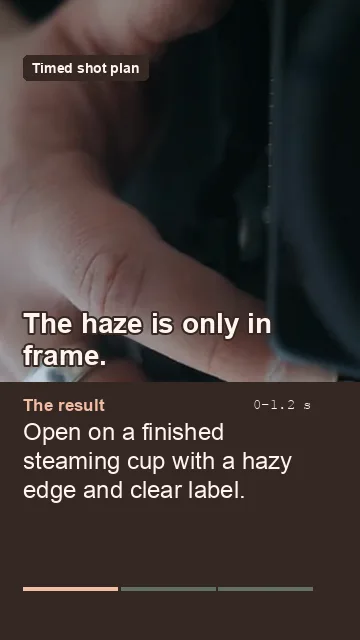 Timed shot plan
The haze is only in
frame.
The result
0–1.2 s
Open on a finished
steaming cup with a hazy
edge and clear label.